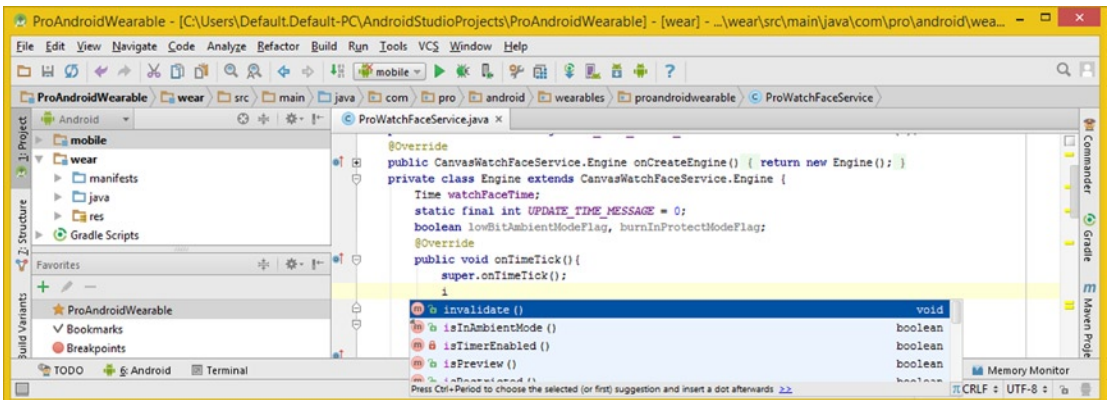 ProAndroidWearable - [C:\Users\Default.Default-PC\AndroidStudioProjects\ProAndroidWearable] - [wear] - ...\wear\src\main\java\com\pro\android\wea...
File Edit View Navigate Code Analyze Refactor Build Run Tools VCS Window Help
mobile
ProAndroidWearable wear src main java com pro android wearables proandroidwearable ProWatchFaceService
Android
ProWatchFaceService.java
1: Project
mobile
wear
manifests
java
res
Gradle Scripts
Z: Structure
Favorites
ProAndroidWearable
Bookmarks
Breakpoints
Build Variants
@Override
public CanvasWatchFaceService.Engine onCreateEngine() { return new Engine(); }
private class Engine extends CanvasWatchFaceService.Engine {
Time watchFaceTime;
static final int UPDATE_TIME_MESSAGE = 0;
boolean lowBitAmbientModeFlag, burnInProtectModeFlag;
@Override
public void onTimeTick(){
super.onTimeTick();
i
invalidate() void
isInAmbientMode() boolean
isTimerEnabled() boolean
isPreview() boolean
isRestricted() boolean
Press Ctrl+Period to choose the selected (or first) suggestion and insert a dot afterwards >>
Commander
Gradle
m Maven Proje
TODO 6: Android Terminal Memory Monitor
CRLF UTF-8